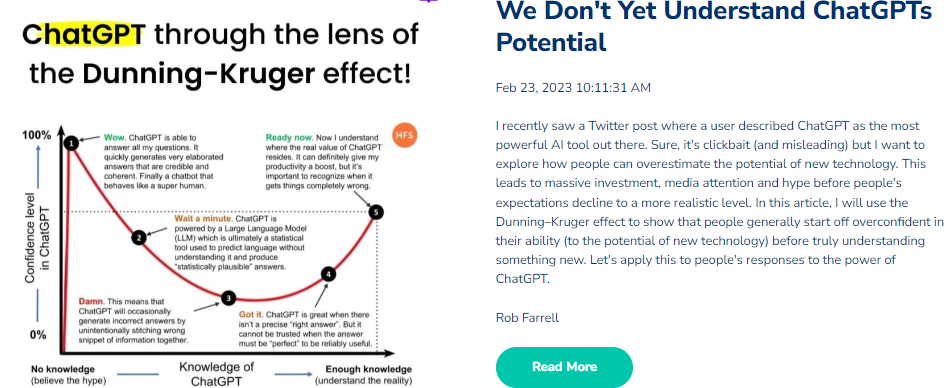 ChatGPT through the lens of
the Dunning-Kruger effect!
HFS
100%
Confidence level
in ChatGPT
0%
1
Wow. ChatGPT is able to
answer all my questions. It
quickly generates very elaborated
answers that are credible and
coherent. Finally a chatbot that
behaves like a super human.
Ready now. Now I understand
where the real value of ChatGPT
resides. It can definitely give my
productivity a boost, but it's
important to recognize when it
gets things completely wrong.
5
2
Wait a minute. ChatGPT is
powered by a Large Language Model
(LLM) which is ultimately a statistical
tool used to predict language without
understanding it and produce
"statistically plausible" answers.
4
3
Damn. This means that
ChatGPT will occasionally
generate incorrect answers by
unintentionally stitching wrong
snippet of information together.
Got it. ChatGPT is great when there
isn't a precise "right answer". But it
cannot be trusted when the answer
must be "perfect" to be reliably useful.
No knowledge
(believe the hype)
Knowledge of
ChatGPT
Enough knowledge
(understand the reality)
We Don't Yet Understand ChatGPTs
Potential
Feb 23, 2023 10:11:31 AM
I recently saw a Twitter post where a user described ChatGPT as the most
powerful AI tool out there. Sure, it's clickbait (and misleading) but I want to
explore how people can overestimate the potential of new technology. This
leads to massive investment, media attention and hype before people's
expectations decline to a more realistic level. In this article, I will use the
Dunning–Kruger effect to show that people generally start off overconfident in
their ability (to the potential of new technology) before truly understanding
something new. Let's apply this to people's responses to the power of
ChatGPT.
Rob Farrell
Read More